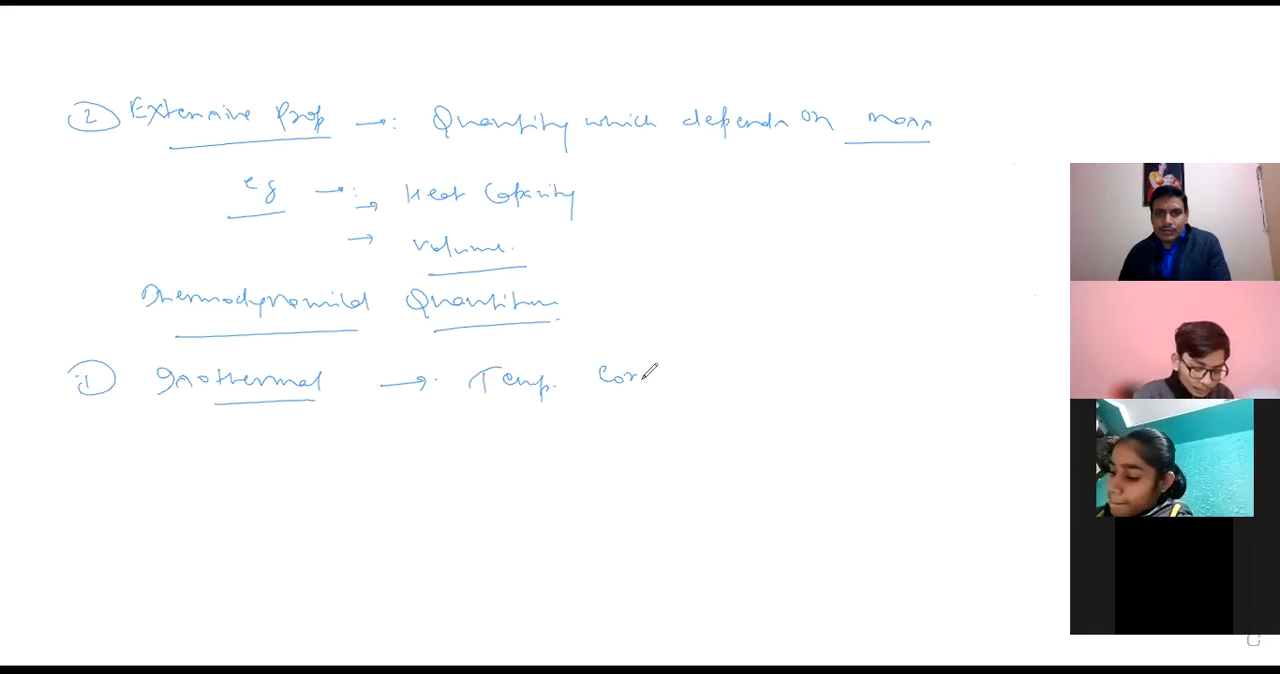 2 Extensive Prop → : Quantity which depends on mass
e.g → : → Heat Capacity
→ Volume.
Thermodynamical Quantities
:1 Isothermal → . Temp. Con